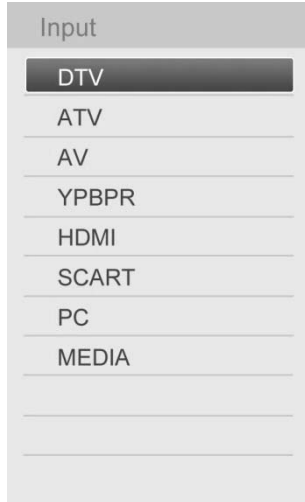 Input
DTV
ATV
AV
YPBPR
HDMI
SCART
PC
MEDIA